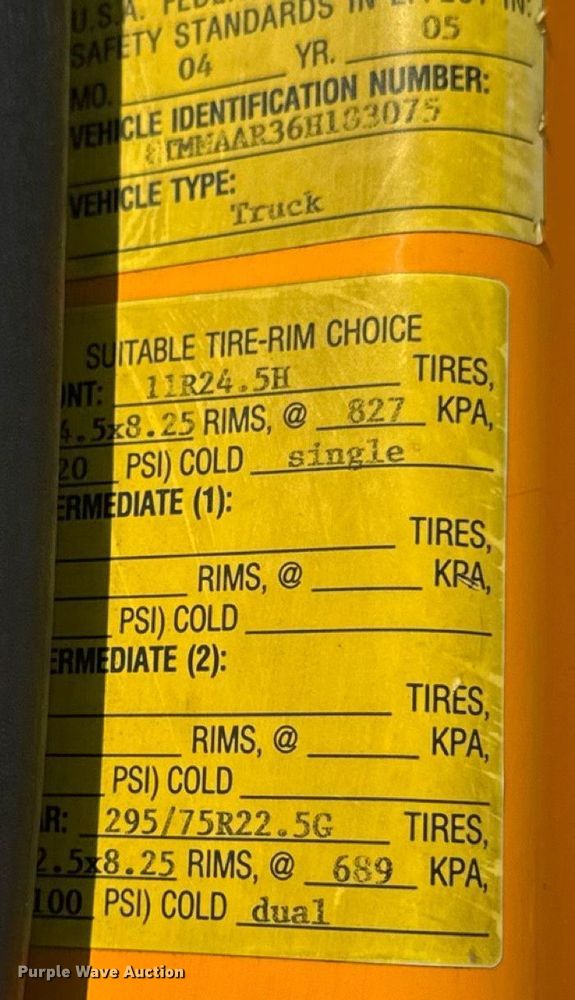 U.S.A.
SAFETY STANDARDS IN EFFECT IN:
MO. 04 YR. 05
VEHICLE IDENTIFICATION NUMBER:
VEHICLE TYPE:
Truck
SUITABLE TIRE-RIM CHOICE
NT: 11R24.5H TIRES,
4.5x8.25 RIMS, @ 827 KPA,
20 PSI) COLD single
ERMEDIATE (1):
TIRES,
RIMS, @ KPA,
PSI) COLD
ERMEDIATE (2):
TIRES,
RIMS, @ KPA,
PSI) COLD
AR: 295/75R22.5G TIRES,
2.5x8.25 RIMS, @ 689 KPA,
100 PSI) COLD dual
Purple Wave Auction